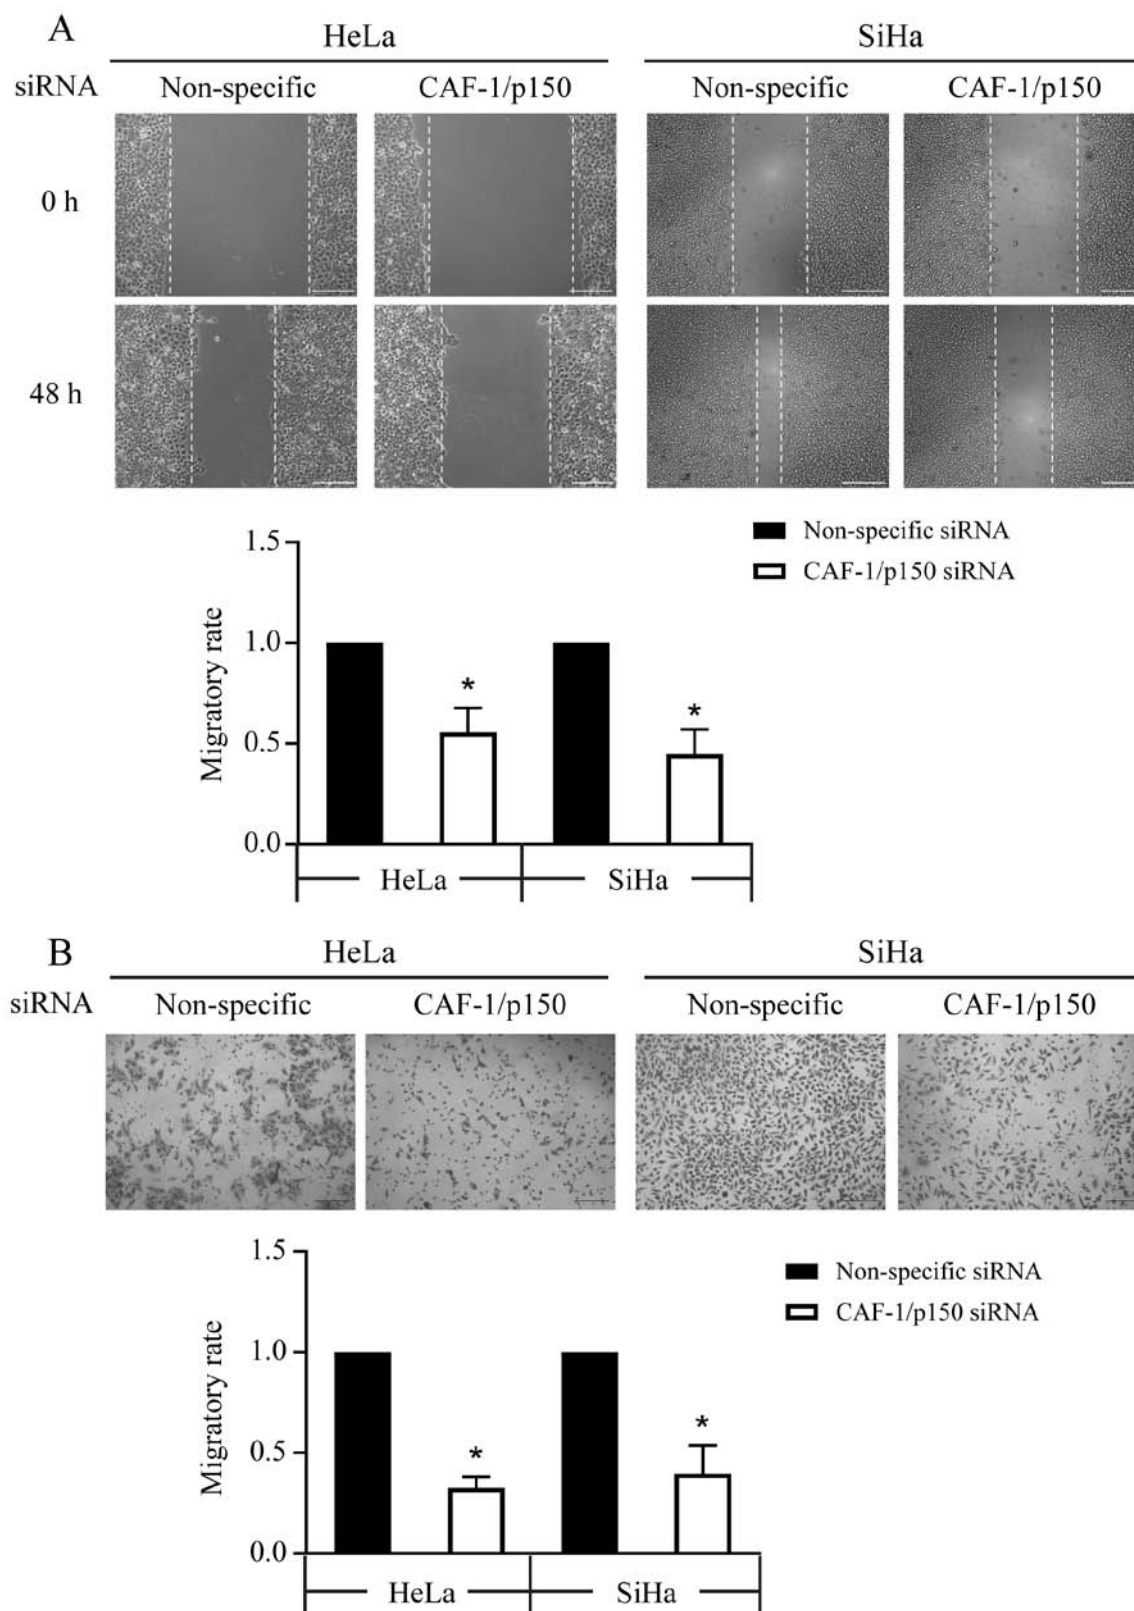 A
HeLa
SiHa
siRNA
Non-specific
CAF-1/p150
Non-specific
CAF-1/p150
0 h
48 h
Non-specific siRNA
CAF-1/p150 siRNA
Migratory rate
1.5
1.0
0.5
0.0
*
*
HeLa
SiHa
B
HeLa
SiHa
siRNA
Non-specific
CAF-1/p150
Non-specific
CAF-1/p150
Non-specific siRNA
CAF-1/p150 siRNA
Migratory rate
1.5
1.0
0.5
0.0
*
*
HeLa
SiHa